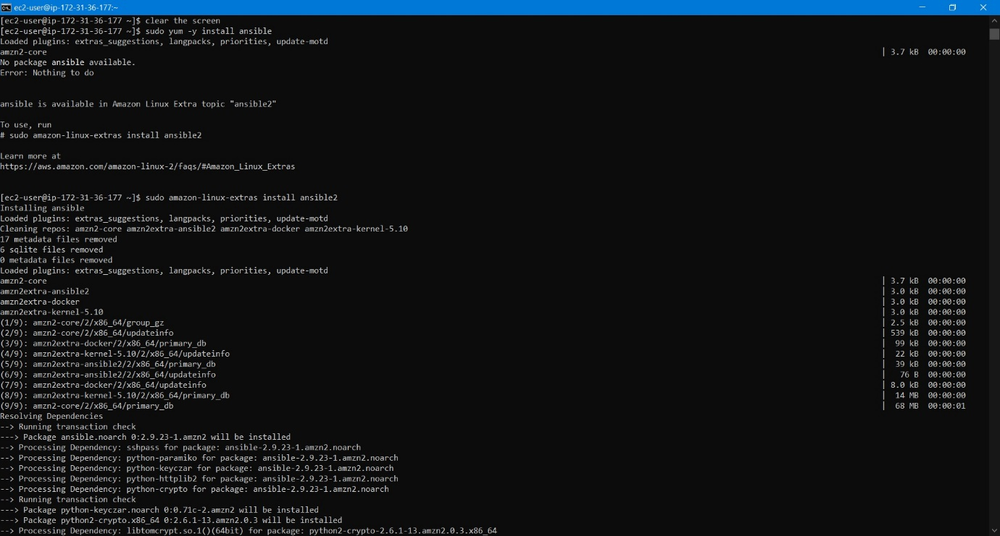 ec2-user@ip-172-31-36-177:~
[ec2-user@ip-172-31-36-177 ~]$ clear the screen
[ec2-user@ip-172-31-36-177 ~]$ sudo yum -y install ansible
Loaded plugins: extras_suggestions, langpacks, priorities, update-motd
amzn2-core | 3.7 kB 00:00:00
No package ansible available.
Error: Nothing to do
ansible is available in Amazon Linux Extra topic "ansible2"
To use, run
# sudo amazon-linux-extras install ansible2
Learn more at
https://aws.amazon.com/amazon-linux-2/faqs/#Amazon_Linux_Extras
[ec2-user@ip-172-31-36-177 ~]$ sudo amazon-linux-extras install ansible2
Installing ansible
Loaded plugins: extras_suggestions, langpacks, priorities, update-motd
Cleaning repos: amzn2-core amzn2extra-ansible2 amzn2extra-docker amzn2extra-kernel-5.10
17 metadata files removed
6 sqlite files removed
0 metadata files removed
Loaded plugins: extras_suggestions, langpacks, priorities, update-motd
amzn2-core | 3.7 kB 00:00:00
amzn2extra-ansible2 | 3.0 kB 00:00:00
amzn2extra-docker | 3.0 kB 00:00:00
amzn2extra-kernel-5.10 | 3.0 kB 00:00:00
(1/9): amzn2-core/2/x86_64/group_gz | 2.5 kB 00:00:00
(2/9): amzn2-core/2/x86_64/updateinfo | 539 kB 00:00:00
(3/9): amzn2extra-docker/2/x86_64/primary_db | 99 kB 00:00:00
(4/9): amzn2extra-kernel-5.10/2/x86_64/updateinfo | 22 kB 00:00:00
(5/9): amzn2extra-ansible2/2/x86_64/primary_db | 39 kB 00:00:00
(6/9): amzn2extra-ansible2/2/x86_64/updateinfo | 76 B 00:00:00
(7/9): amzn2extra-docker/2/x86_64/updateinfo | 8.0 kB 00:00:00
(8/9): amzn2extra-kernel-5.10/2/x86_64/primary_db | 14 MB 00:00:00
(9/9): amzn2-core/2/x86_64/primary_db | 68 MB 00:00:01
Resolving Dependencies
--> Running transaction check
---> Package ansible.noarch 0:2.9.23-1.amzn2 will be installed
--> Processing Dependency: sshpass for package: ansible-2.9.23-1.amzn2.noarch
--> Processing Dependency: python-paramiko for package: ansible-2.9.23-1.amzn2.noarch
--> Processing Dependency: python-keyczar for package: ansible-2.9.23-1.amzn2.noarch
--> Processing Dependency: python-httplib2 for package: ansible-2.9.23-1.amzn2.noarch
--> Processing Dependency: python-crypto for package: ansible-2.9.23-1.amzn2.noarch
--> Running transaction check
---> Package python-keyczar.noarch 0:0.71c-2.amzn2 will be installed
---> Package python2-crypto.x86_64 0:2.6.1-13.amzn2.0.3 will be installed
--> Processing Dependency: libtomcrypt.so.1()(64bit) for package: python2-crypto-2.6.1-13.amzn2.0.3.x86_64